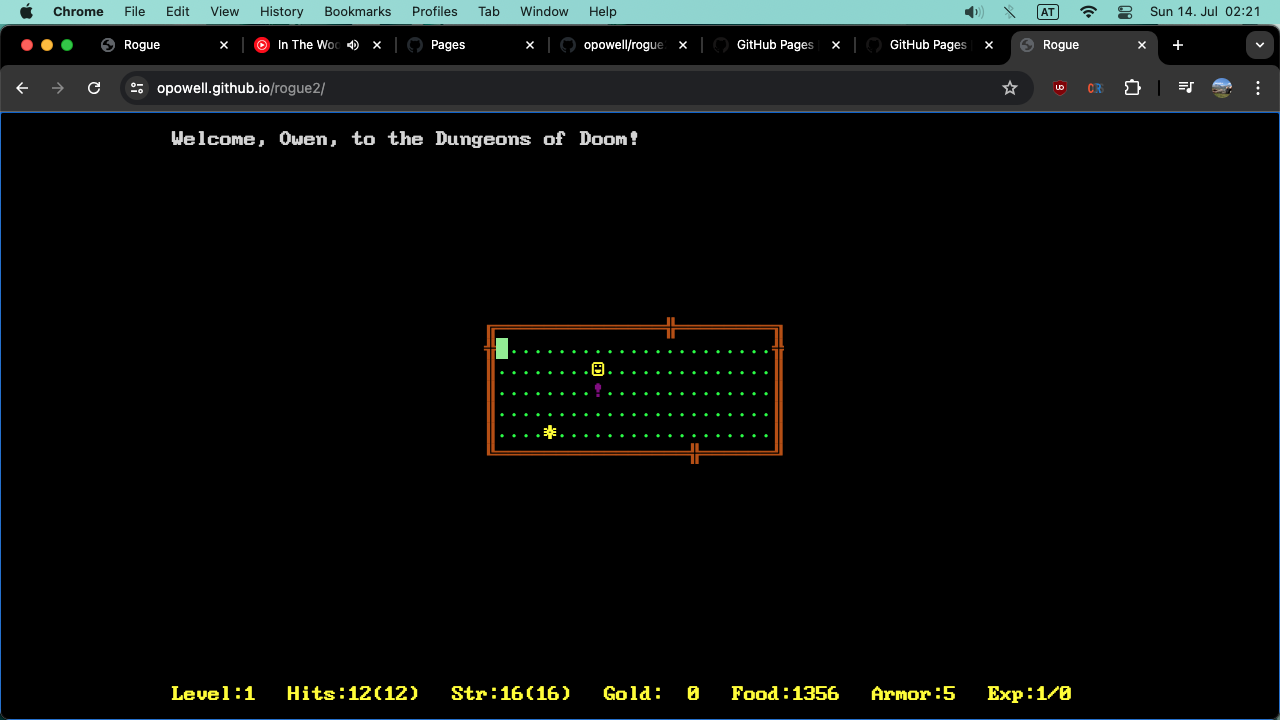 Chrome File Edit View History Bookmarks Profiles Tab Window Help AT Sun 14. Jul 02:21
Rogue In The Woo Pages opowell/rogue GitHub Pages GitHub Pages Rogue
opowell.github.io/rogue2/
Welcome, Owen, to the Dungeons of Doom!
Level:1 Hits:12(12) Str:16(16) Gold: 0 Food:1356 Armor:5 Exp:1/0